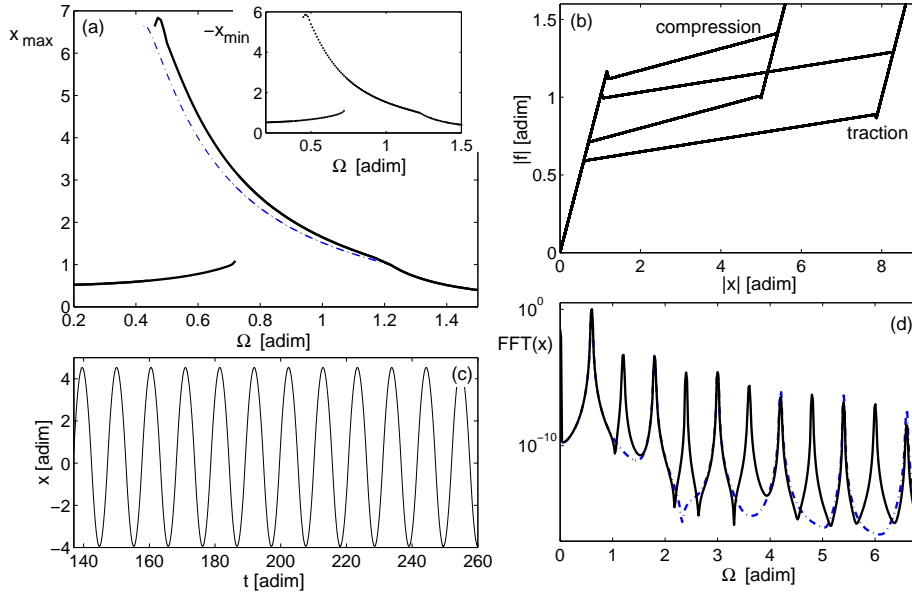 x max
(a)
7
6
5
4
3
2
1
0
0.2 0.4 0.6 0.8 1 1.2 1.4
Ω [adim]
−x min
6
4
2
0
0.5 1 1.5
Ω [adim]
(b)
compression
traction
|f| [adim]
1.5
1
0.5
0
0 2 4 6 8
|x| [adim]
(c)
x [adim]
4
2
0
−2
−4
140 160 180 200 220 240 260
t [adim]
(d)
FFT(x)
10^0
10^−10
0 1 2 3 4 5 6
Ω [adim]